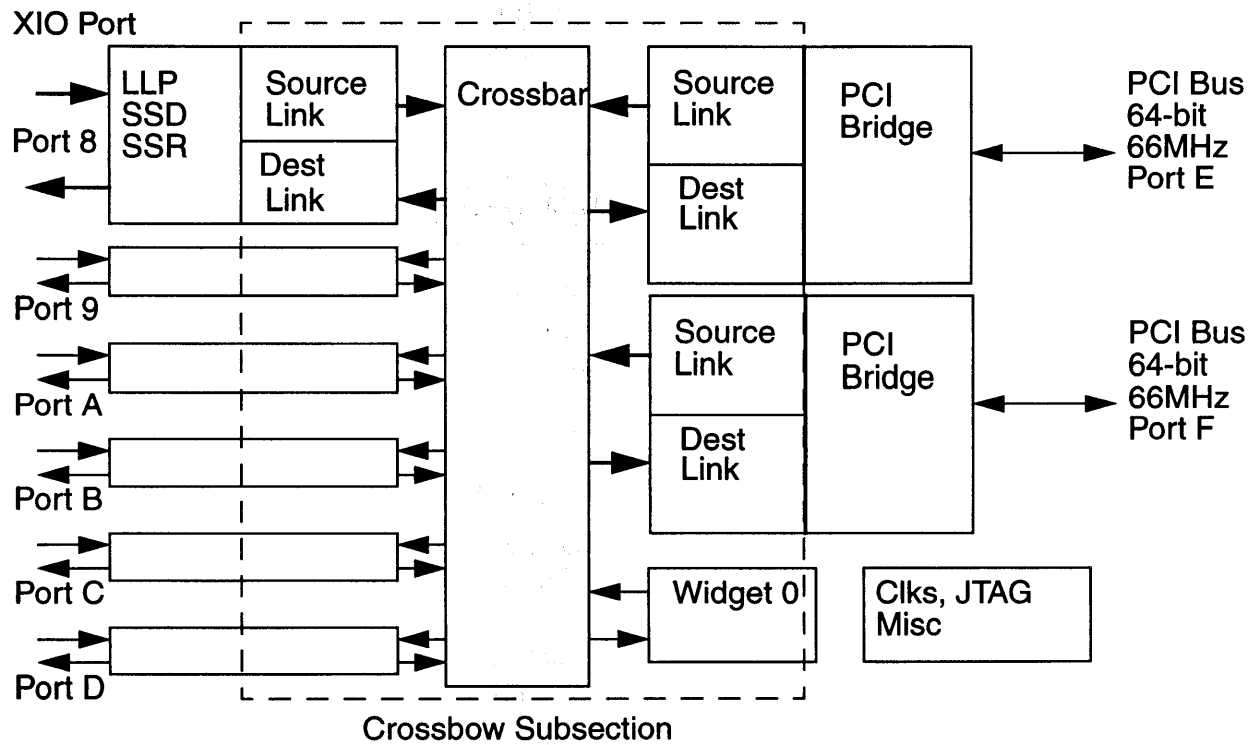 XIO Port
LLP
SSD
SSR
Port 8
Source
Link
Dest
Link
Crossbar
Source
Link
Dest
Link
PCI
Bridge
PCI Bus
64-bit
66MHz
Port E
Port 9
Port A
Port B
Port C
Port D
Source
Link
Dest
Link
PCI
Bridge
PCI Bus
64-bit
66MHz
Port F
Widget 0
Clks, JTAG
Misc
Crossbow Subsection